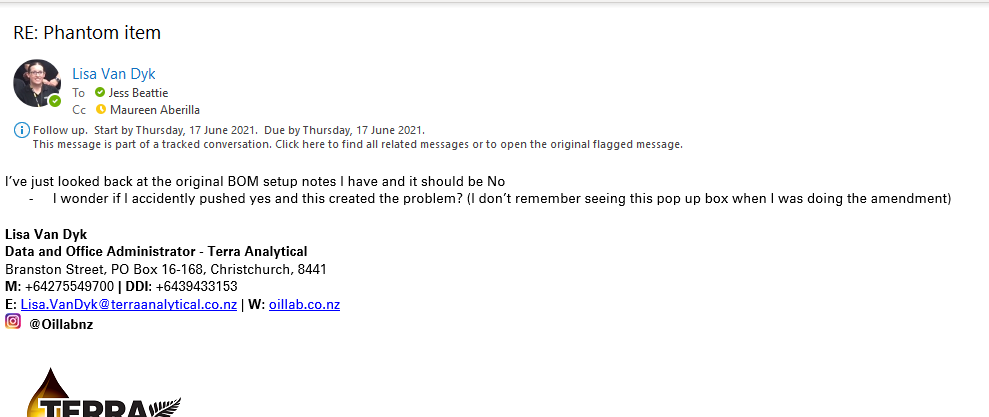 RE: Phantom item
Lisa Van Dyk
To Jess Beattie
Cc Maureen Aberilla
Follow up. Start by Thursday, 17 June 2021. Due by Thursday, 17 June 2021.
This message is part of a tracked conversation. Click here to find all related messages or to open the original flagged message.
I've just looked back at the original BOM setup notes I have and it should be No
- I wonder if I accidently pushed yes and this created the problem? (I don't remember seeing this pop up box when I was doing the amendment)
Lisa Van Dyk
Data and Office Administrator - Terra Analytical
Branston Street, PO Box 16-168, Christchurch, 8441
M: +64275549700 | DDI: +6439433153
E: Lisa.VanDyk@terraanalytical.co.nz | W: oillab.co.nz
@Oillabnz
TERRA